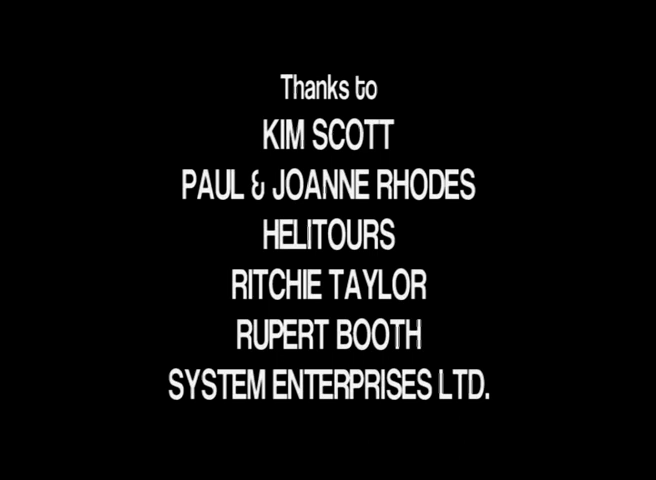 Thanks to
KIM SCOTT
PAUL & JOANNE RHODES
HELITOURS
RITCHIE TAYLOR
RUPERT BOOTH
SYSTEM ENTERPRISES LTD.